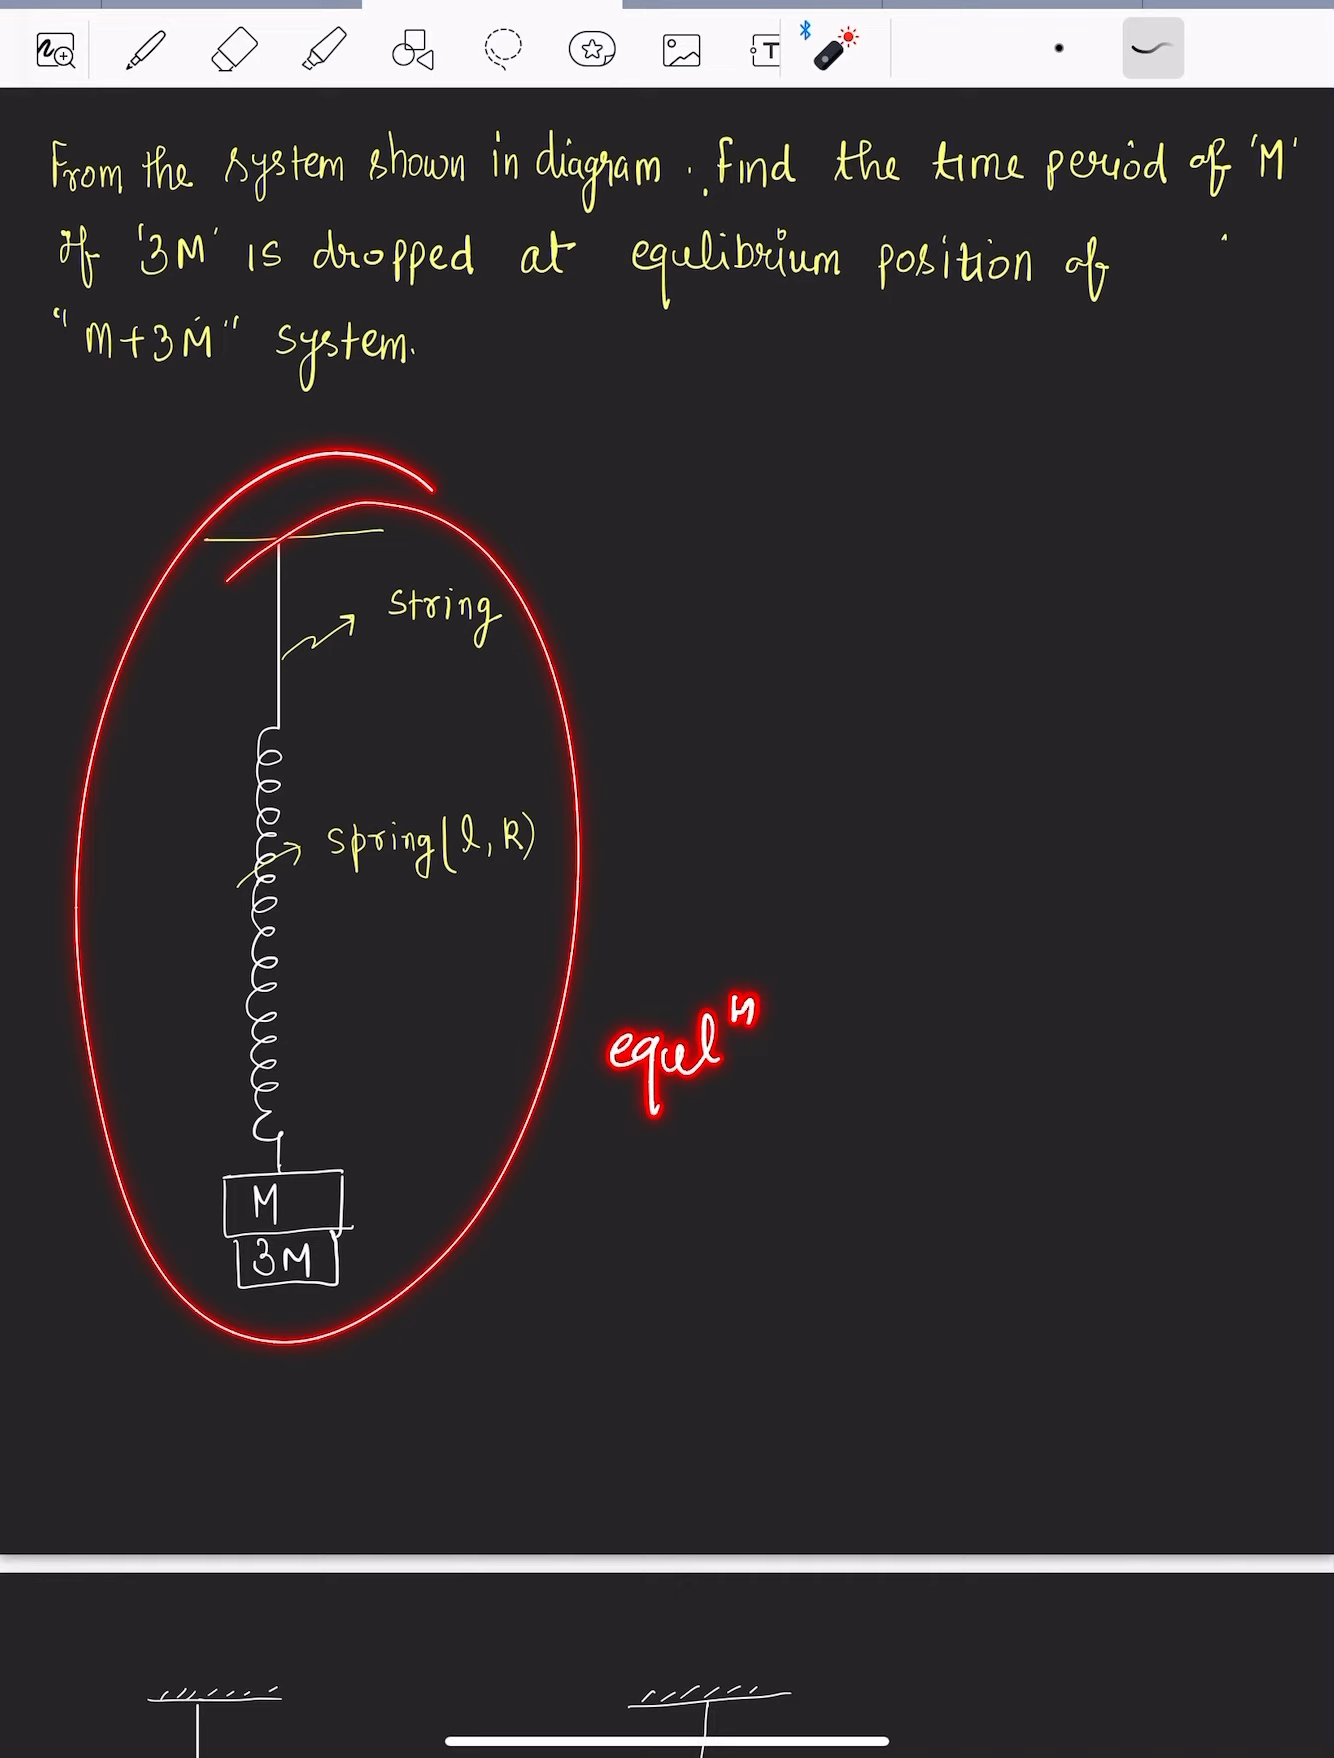 From the system shown in diagram. Find the time period of 'M'
If '3M' is dropped at equlibrium position of
"M+3M" system.
String
Spring(l, K)
equlⁿ
M
3M